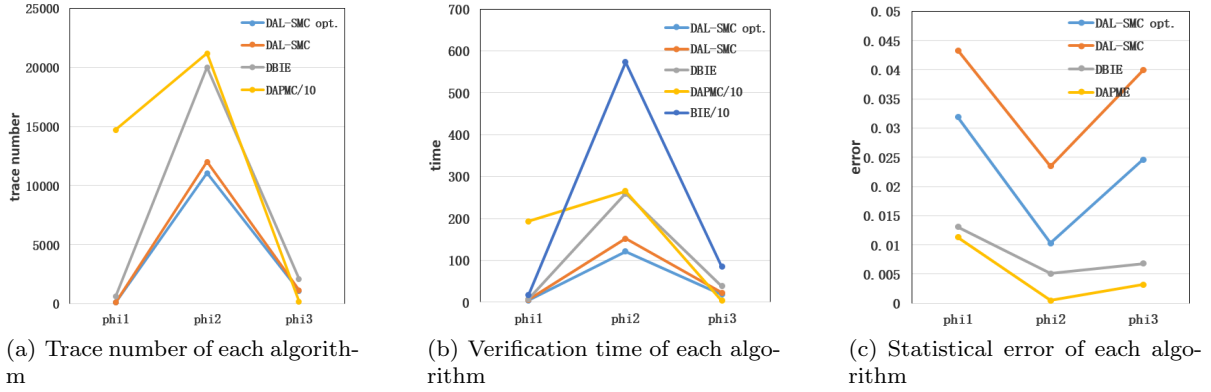 25000
20000
15000
10000
5000
0
trace number
DAL-SMC opt.
DAL-SMC
DBIE
DAPMC/10
phi1
phi2
phi3
(a) Trace number of each algorith-
m
time
700
600
500
400
300
200
100
0
time
DAL-SMC opt.
DAL-SMC
DBIE
DAPMC/10
BIE/10
phi1
phi2
phi3
(b) Verification time of each algo-
rithm
0.05
0.045
0.04
0.035
0.03
0.025
0.02
0.015
0.01
0.005
0
error
DAL-SMC opt.
DAL-SMC
DBIE
DAPME
phi1
phi2
phi3
(c) Statistical error of each algo-
rithm